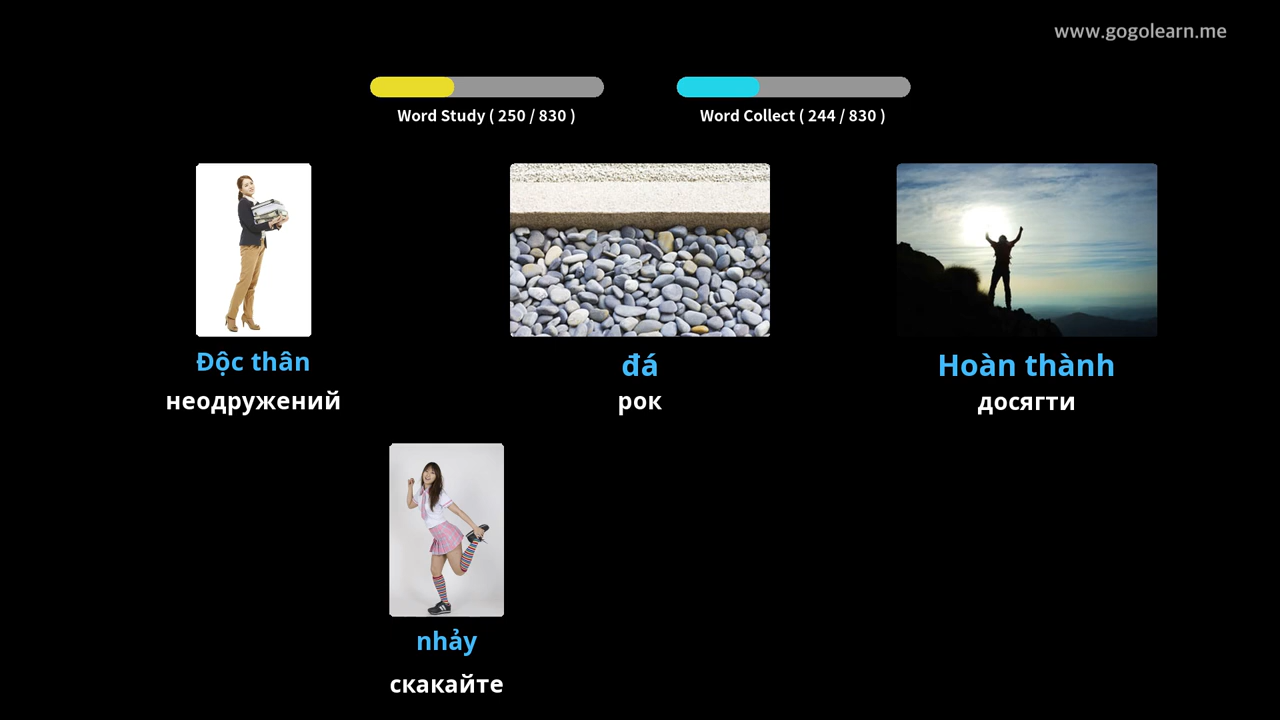 www.gogolearn.me
Word Study ( 250 / 830 )
Word Collect ( 244 / 830 )
Độc thân
неодружений
đá
рок
Hoàn thành
досягти
nhảy
скакайте